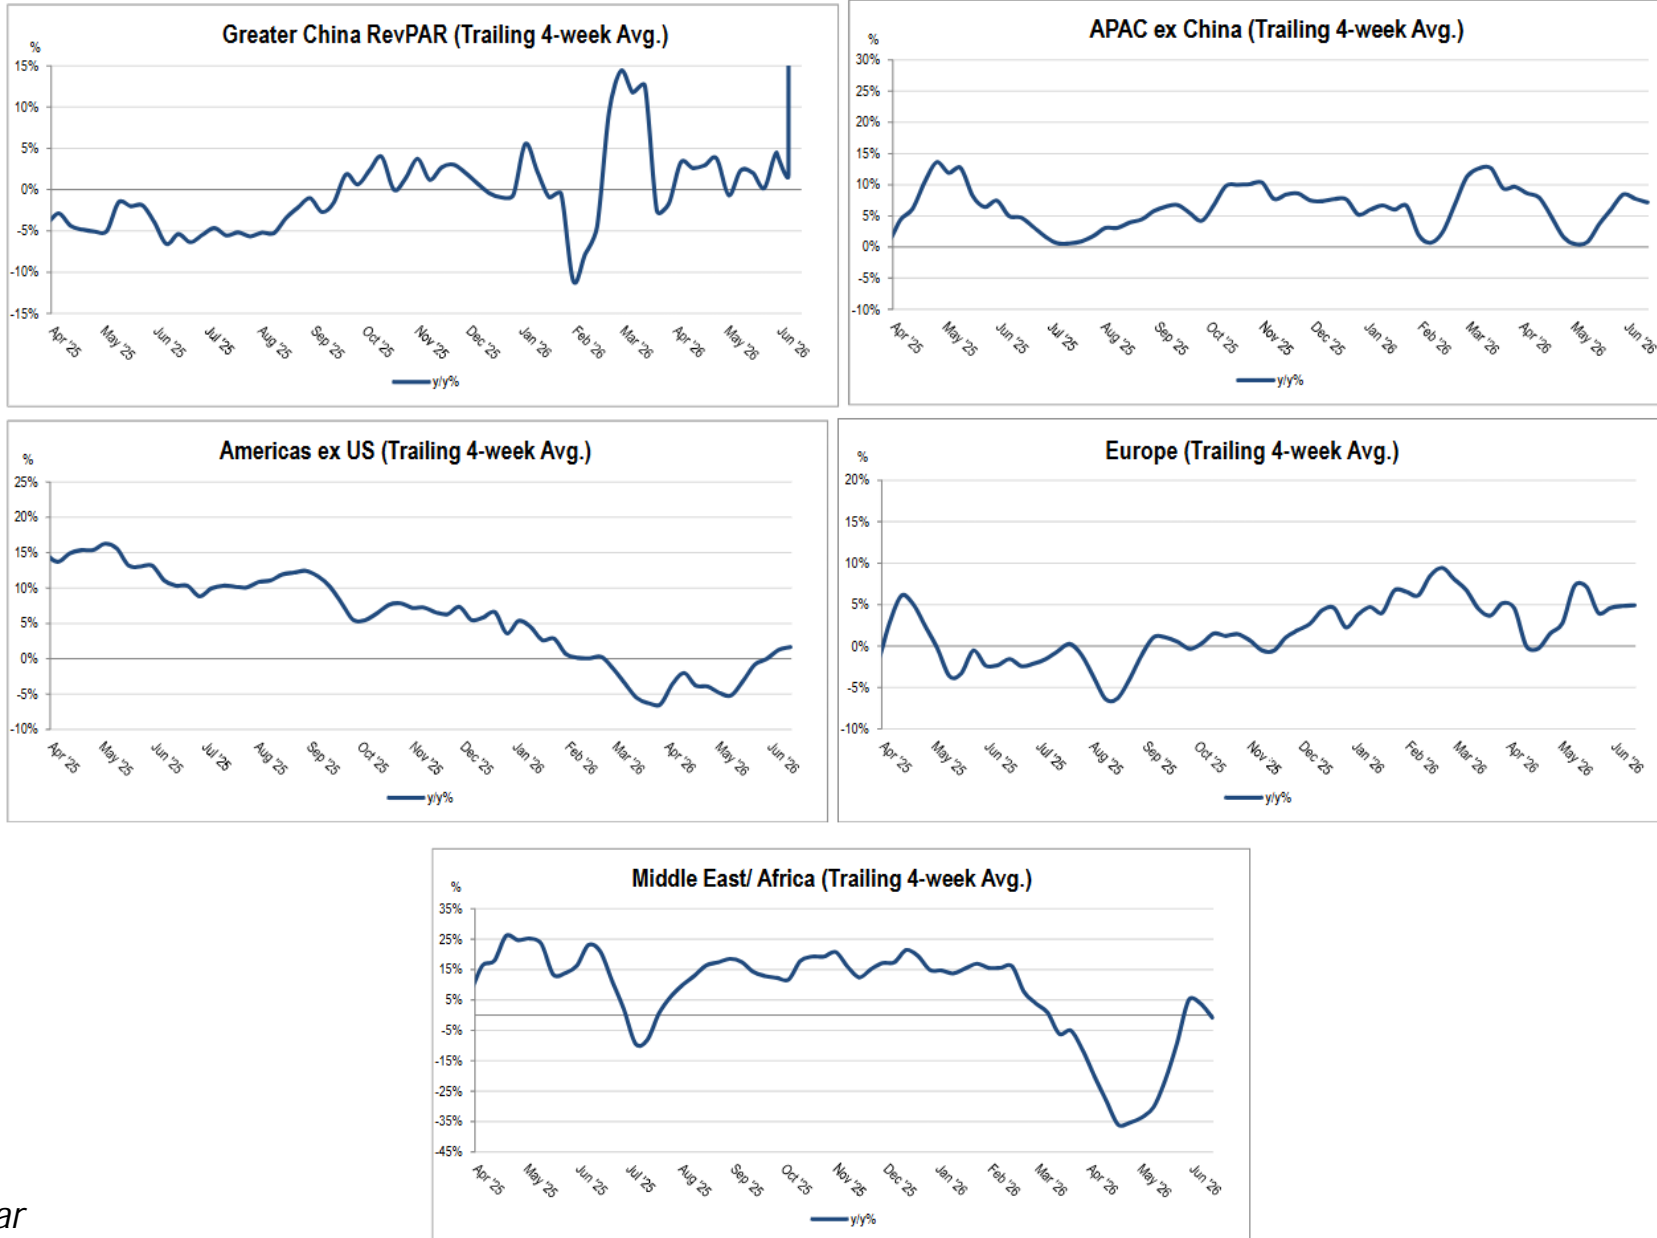 Greater China RevPAR (Trailing 4-week Avg.)
%
15%
10%
5%
0%
-5%
-10%
-15%
Apr '25 May '25 Jun '25 Jul '25 Aug '25 Sep '25 Oct '25 Nov '25 Dec '25 Jan '26 Feb '26 Mar '26 Apr '26 May '26 Jun '26
y/y%
APAC ex China (Trailing 4-week Avg.)
%
30%
25%
20%
15%
10%
5%
0%
-5%
-10%
Apr '25 May '25 Jun '25 Jul '25 Aug '25 Sep '25 Oct '25 Nov '25 Dec '25 Jan '26 Feb '26 Mar '26 Apr '26 May '26 Jun '26
y/y%
Americas ex US (Trailing 4-week Avg.)
%
25%
20%
15%
10%
5%
0%
-5%
-10%
Apr '25 May '25 Jun '25 Jul '25 Aug '25 Sep '25 Oct '25 Nov '25 Dec '25 Jan '26 Feb '26 Mar '26 Apr '26 May '26 Jun '26
y/y%
Europe (Trailing 4-week Avg.)
%
20%
15%
10%
5%
0%
-5%
-10%
Apr '25 May '25 Jun '25 Jul '25 Aug '25 Sep '25 Oct '25 Nov '25 Dec '25 Jan '26 Feb '26 Mar '26 Apr '26 May '26 Jun '26
y/y%
Middle East/ Africa (Trailing 4-week Avg.)
%
35%
25%
15%
5%
-5%
-15%
-25%
-35%
-45%
Apr '25 May '25 Jun '25 Jul '25 Aug '25 Sep '25 Oct '25 Nov '25 Dec '25 Jan '26 Feb '26 Mar '26 Apr '26 May '26 Jun '26
y/y%
ar